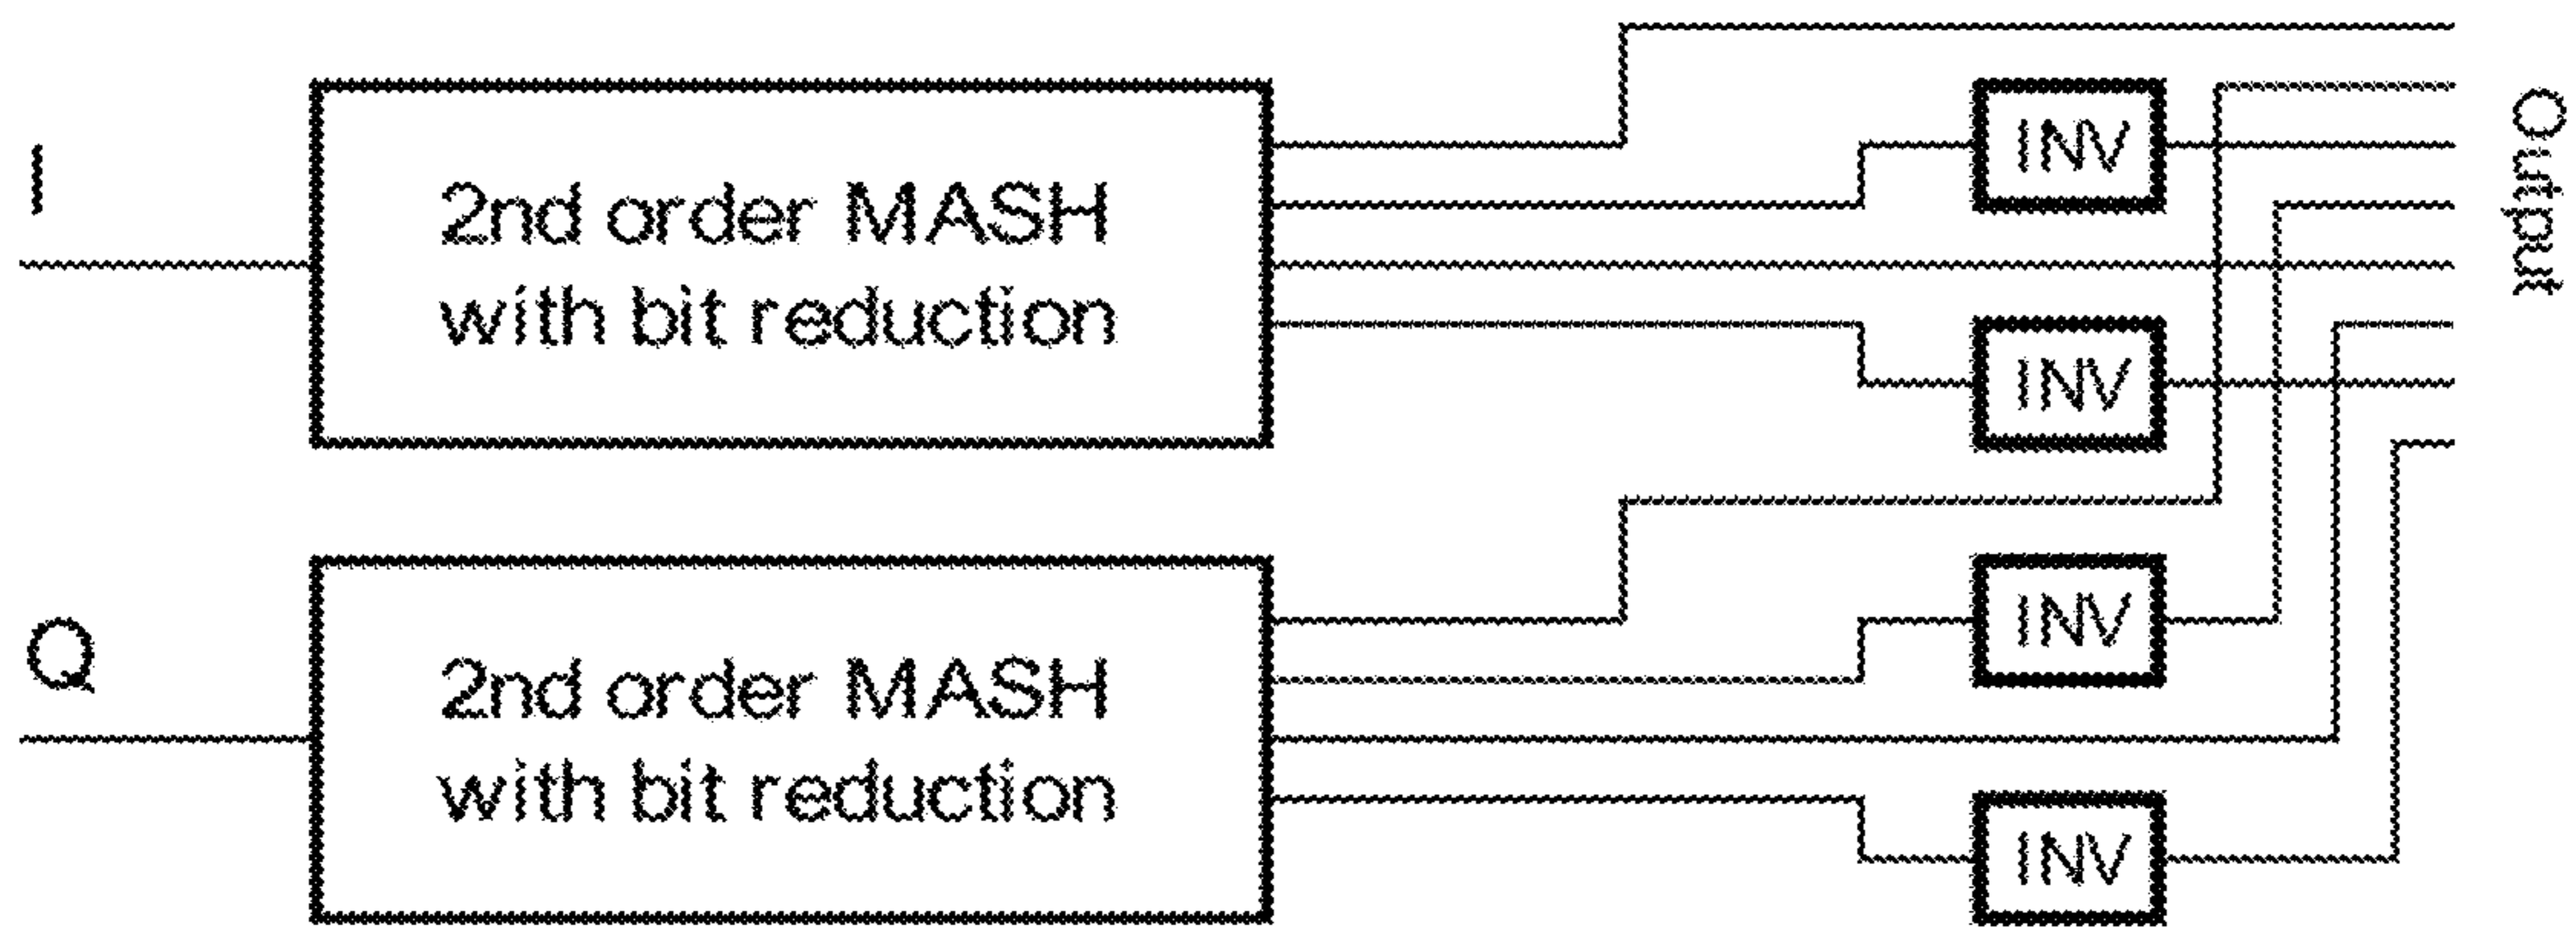 I
2nd order MASH
with bit reduction
INV
INV
Output
Q
2nd order MASH
with bit reduction
INV
INV